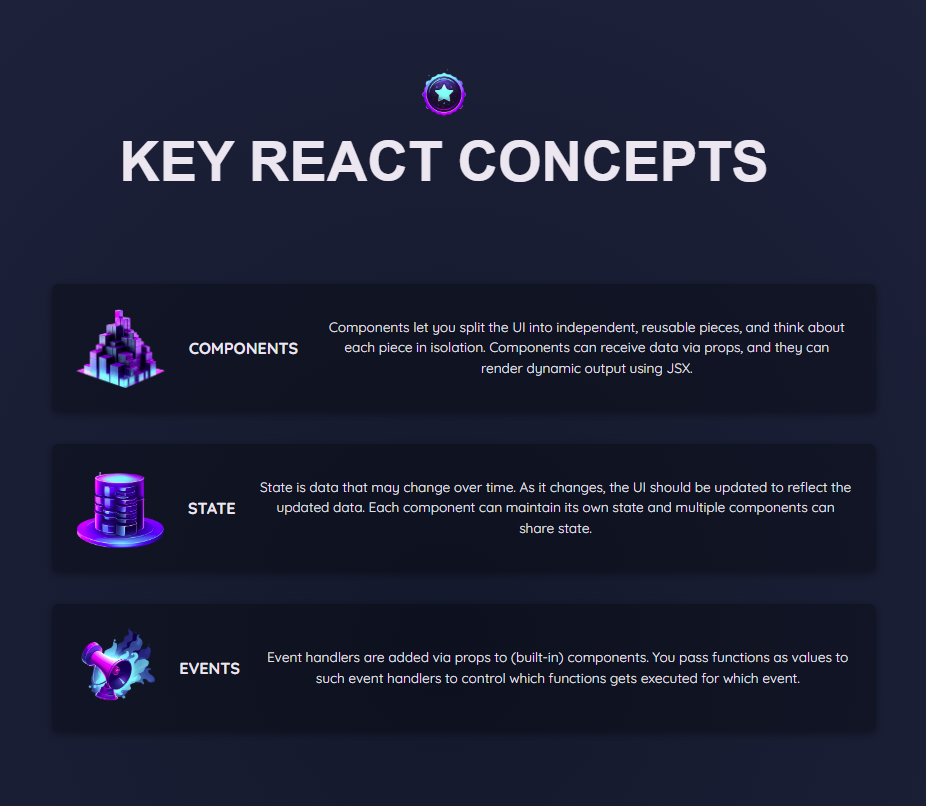 KEY REACT CONCEPTS
COMPONENTS
Components let you split the UI into independent, reusable pieces, and think about
each piece in isolation. Components can receive data via props, and they can
render dynamic output using JSX.
STATE
State is data that may change over time. As it changes, the UI should be updated to reflect the
updated data. Each component can maintain its own state and multiple components can
share state.
EVENTS
Event handlers are added via props to (built-in) components. You pass functions as values to
such event handlers to control which functions gets executed for which event.